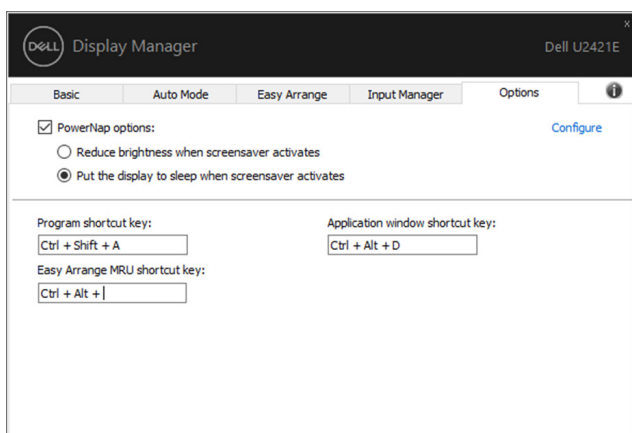 x
DELL Display Manager Dell U2421E
Basic Auto Mode Easy Arrange Input Manager Options i
PowerNap options: Configure
Reduce brightness when screensaver activates
Put the display to sleep when screensaver activates
Program shortcut key: Application window shortcut key:
Ctrl + Shift + A Ctrl + Alt + D
Easy Arrange MRU shortcut key:
Ctrl + Alt +